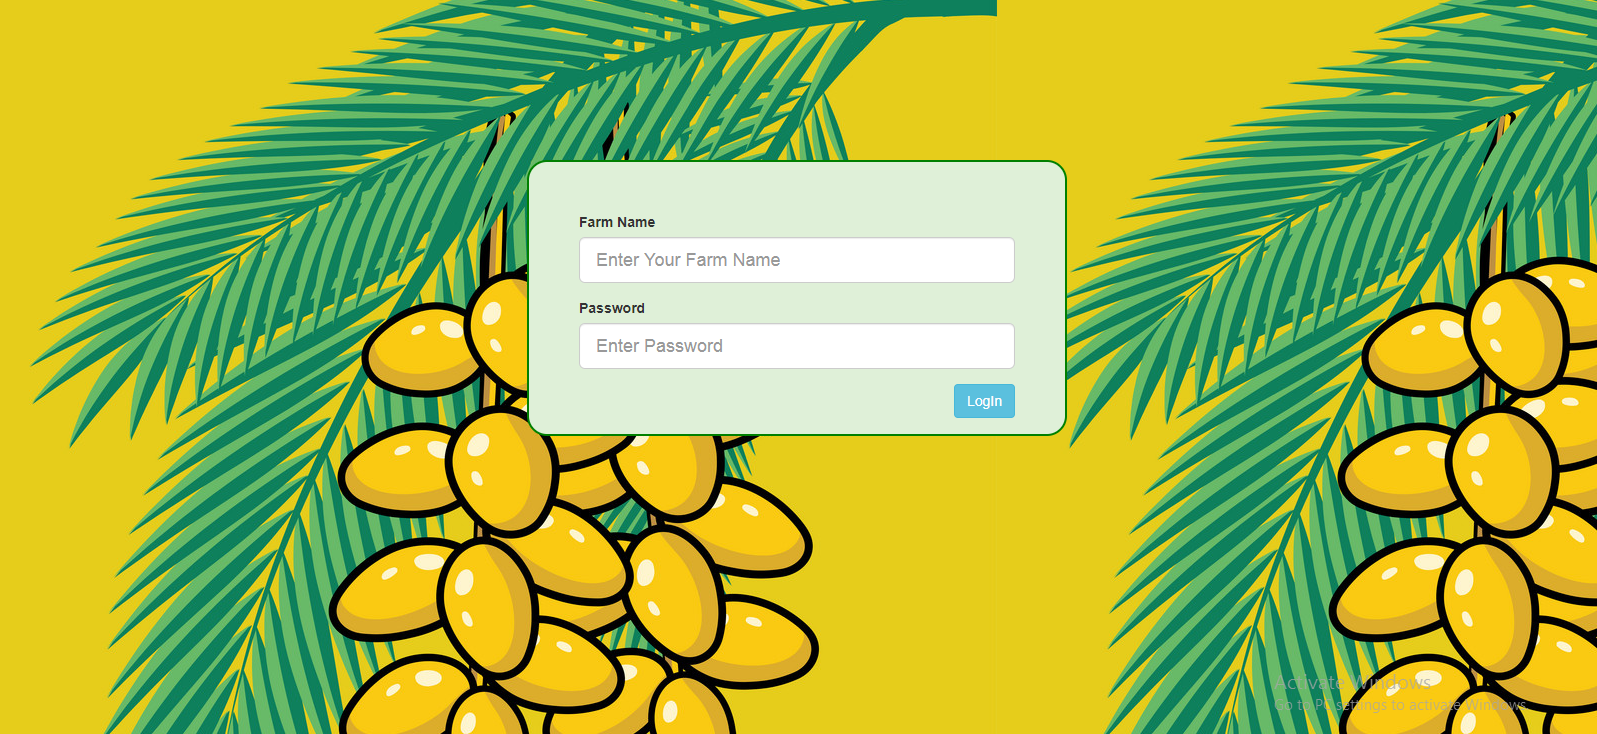 Farm Name
Enter Your Farm Name
Password
Enter Password
LogIn
Activate Windows
Go to PC settings to activate Windows.